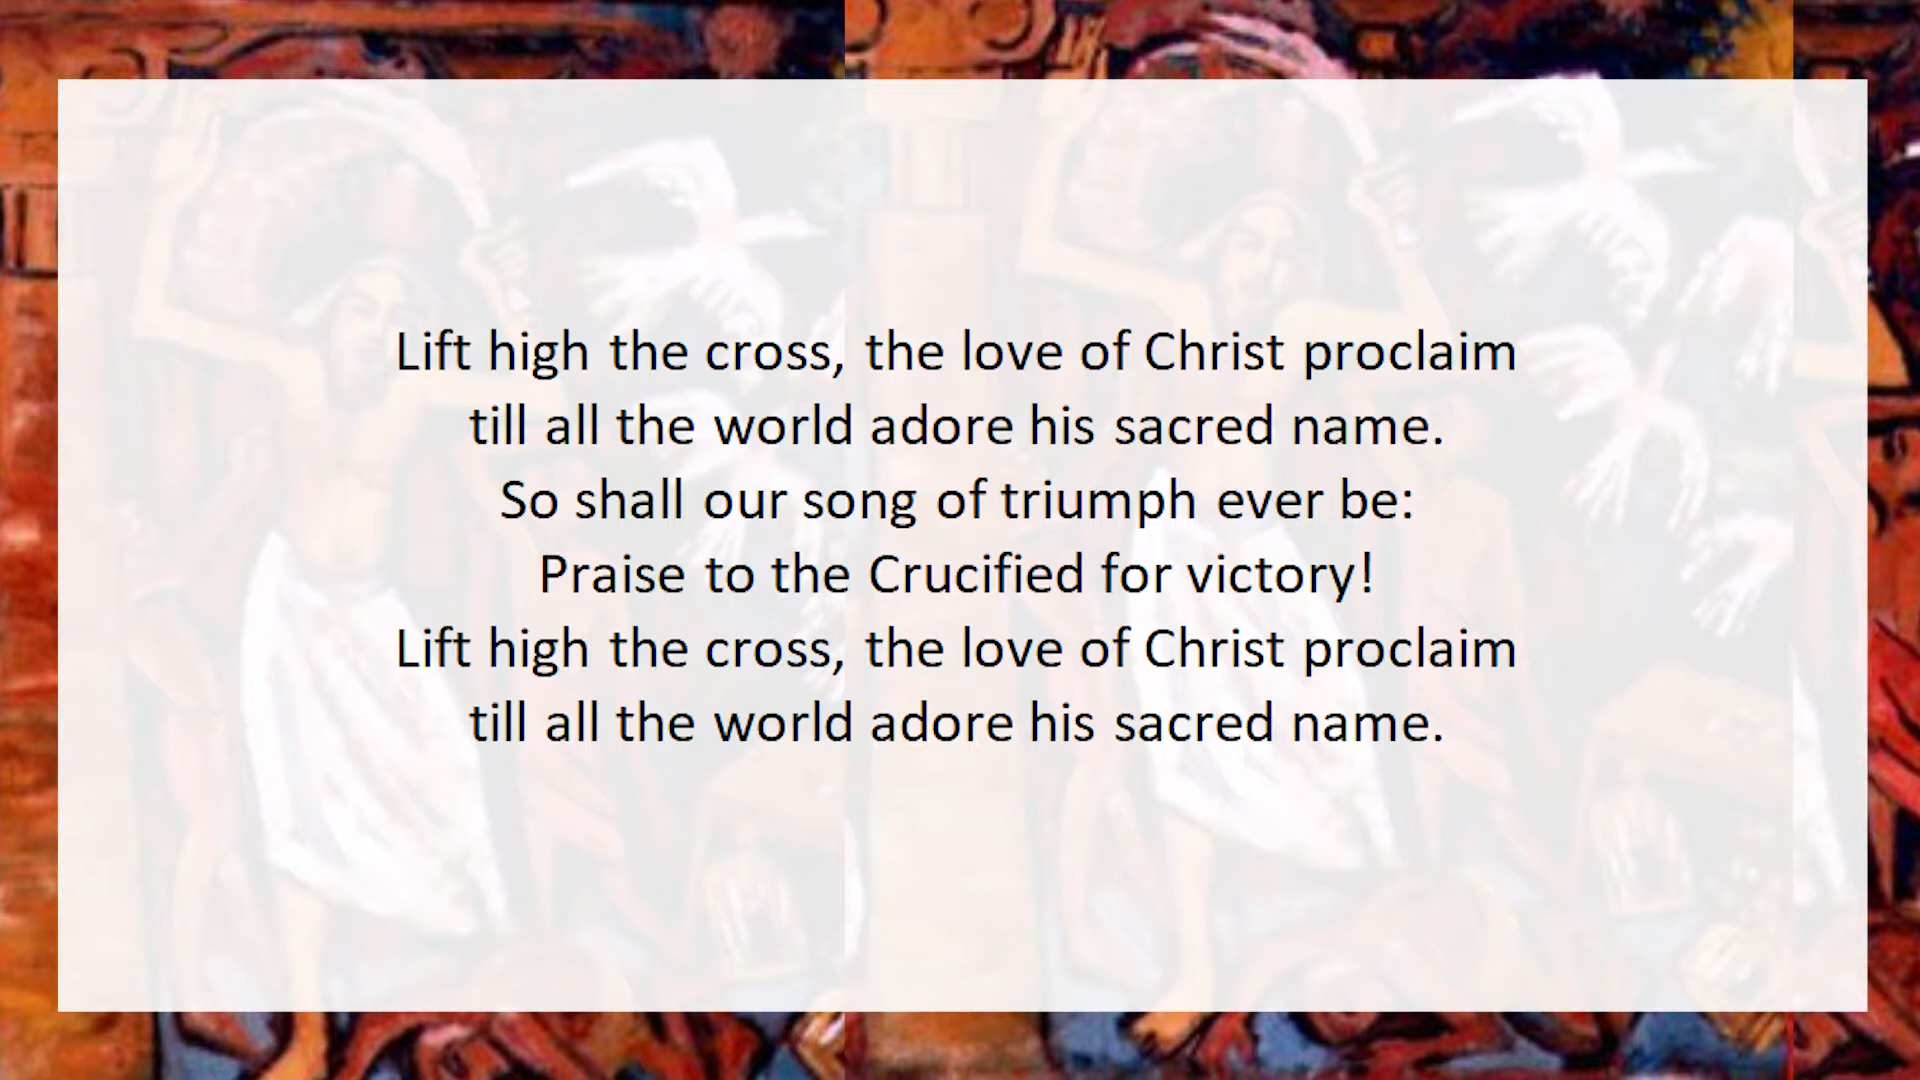 Lift high the cross, the love of Christ proclaim
till all the world adore his sacred name.
So shall our song of triumph ever be:
Praise to the Crucified for victory!
Lift high the cross, the love of Christ proclaim
till all the world adore his sacred name.